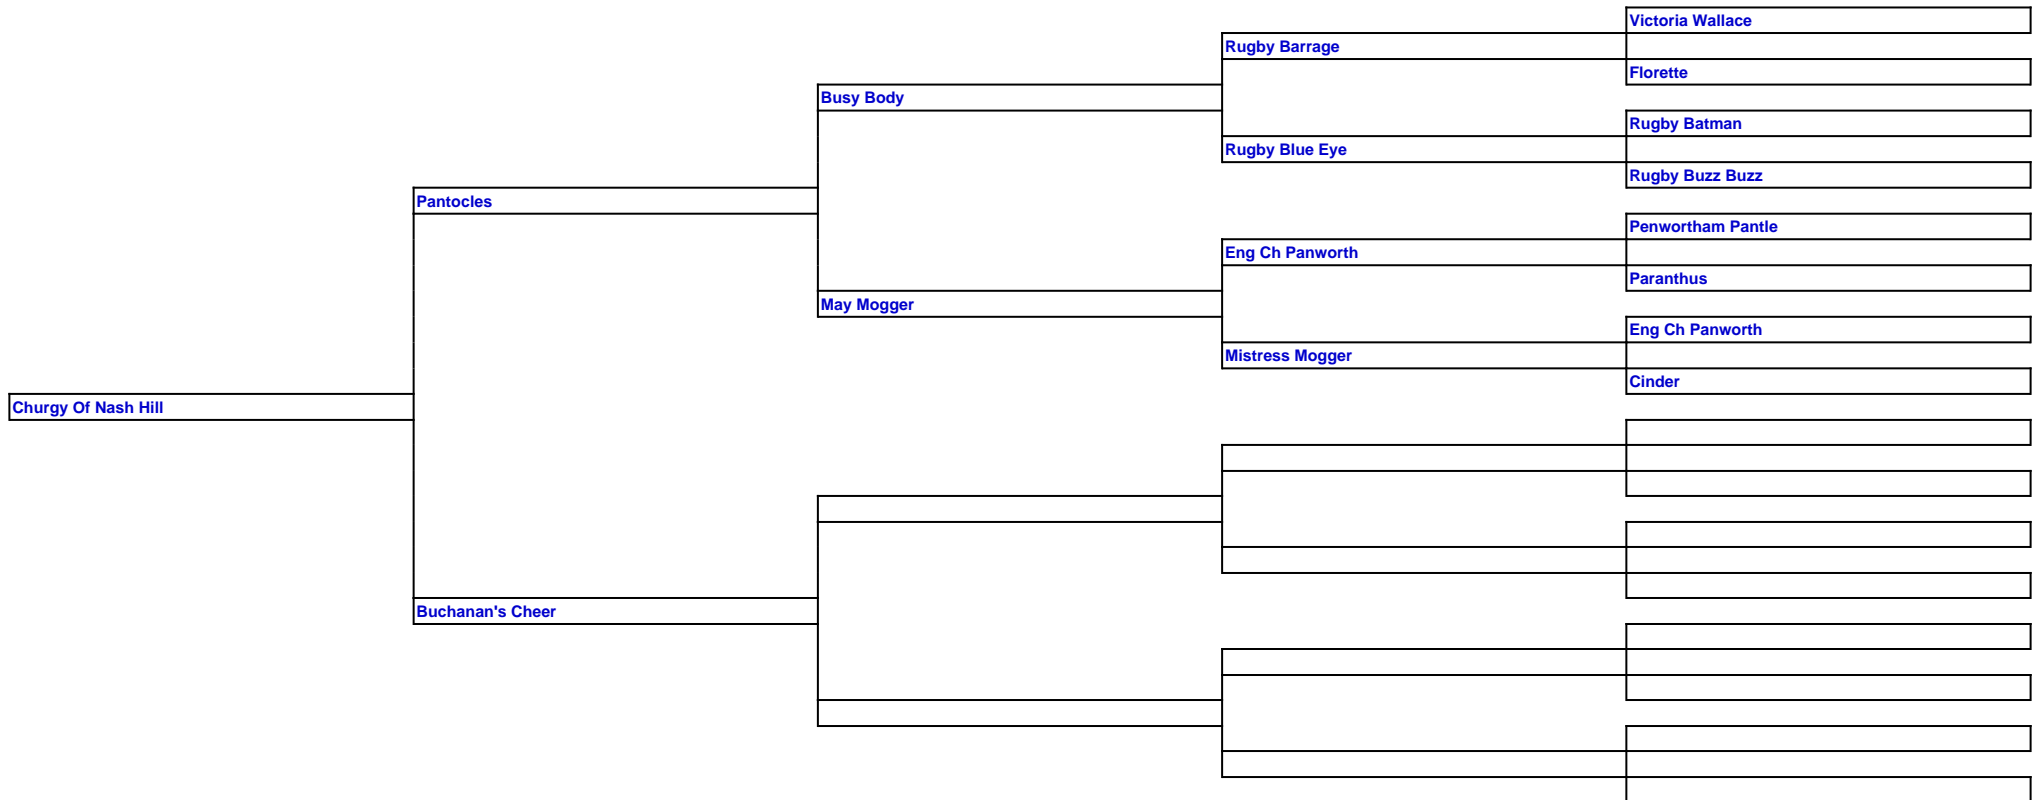 Victoria Wallace
Rugby Barrage
Florette
Busy Body
Rugby Batman
Rugby Blue Eye
Rugby Buzz Buzz
Pantocles
Penwortham Pantle
Eng Ch Panworth
Paranthus
May Mogger
Eng Ch Panworth
Mistress Mogger
Cinder
Churgy Of Nash Hill
Buchanan's Cheer